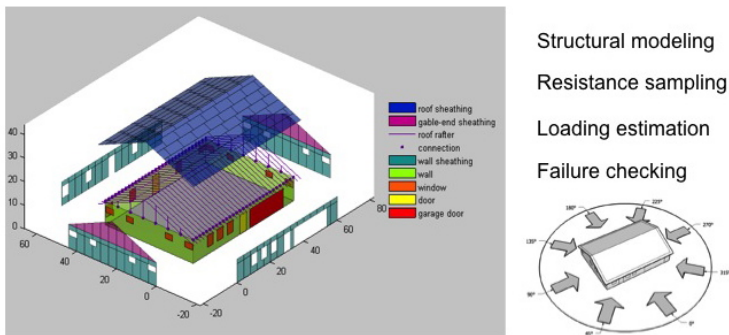 Structural modeling
Resistance sampling
Loading estimation
Failure checking
roof sheathing
gable-end sheathing
roof rafter
connection
wall sheathing
wall
window
door
garage door
40
30
20
10
0
60
40
20
0
-20
-20
0
20
40
60
80
180°
225°
270°
315°
0°
90°